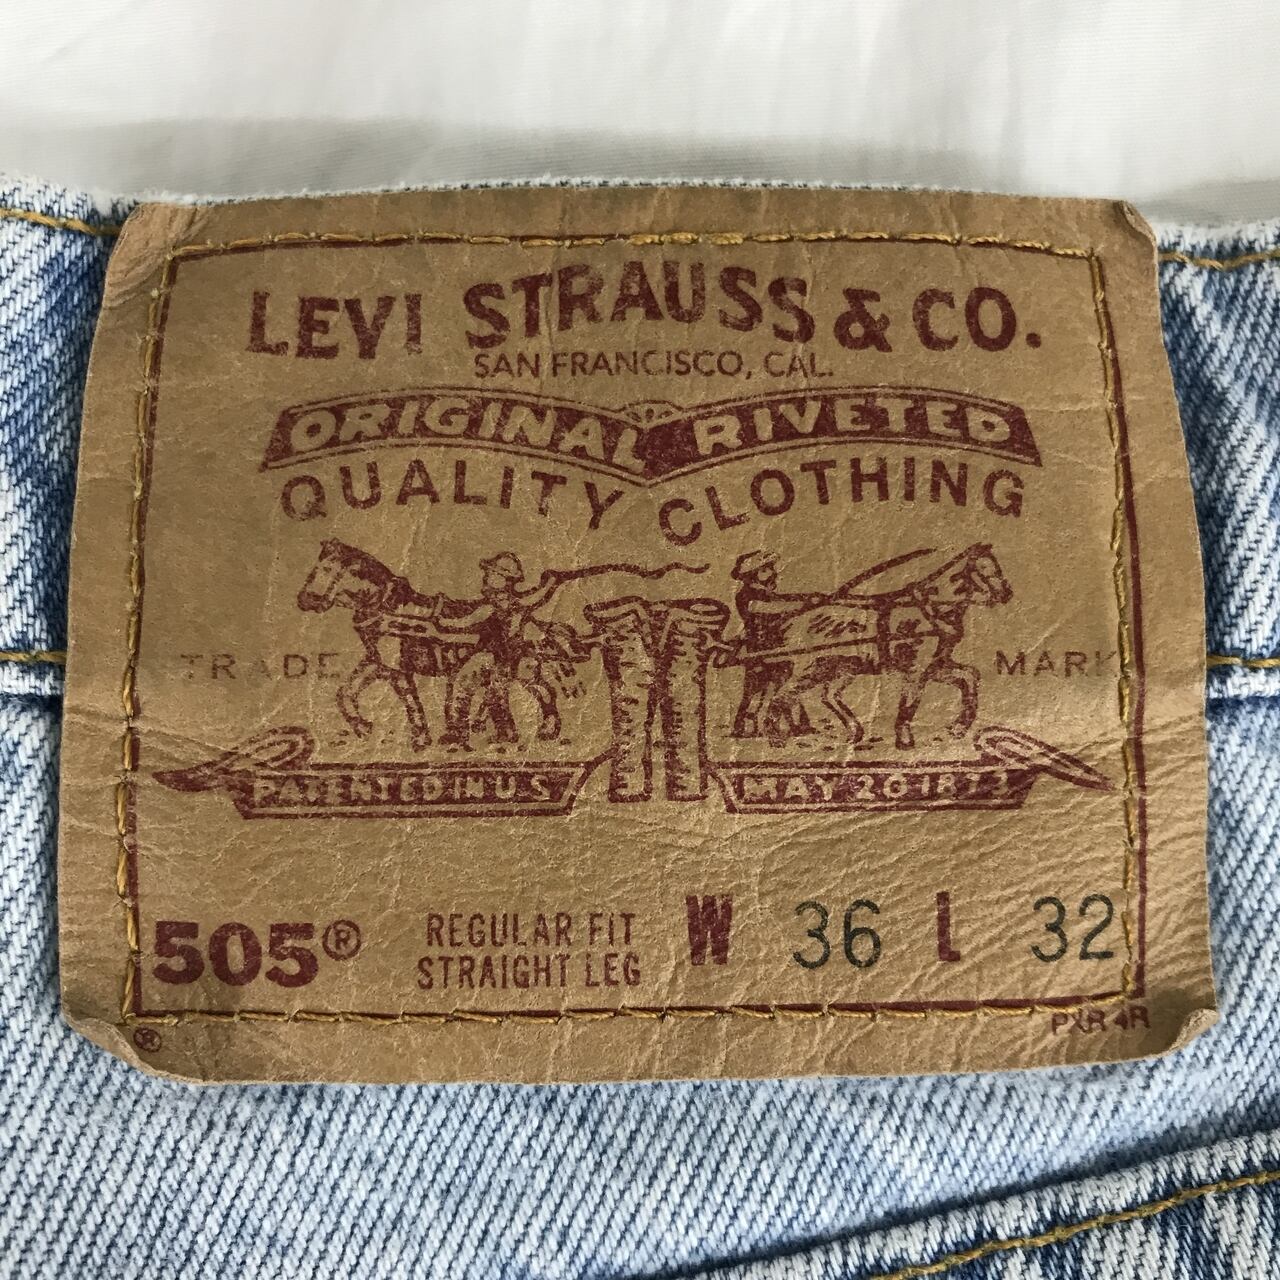 LEVI STRAUSS & CO.
SAN FRANCISCO, CAL.
ORIGINAL RIVETED
QUALITY CLOTHING
TRADE MARK
PATENTED IN U.S. MAY 20 1873
505® REGULAR FIT STRAIGHT LEG W 36 L 32
®